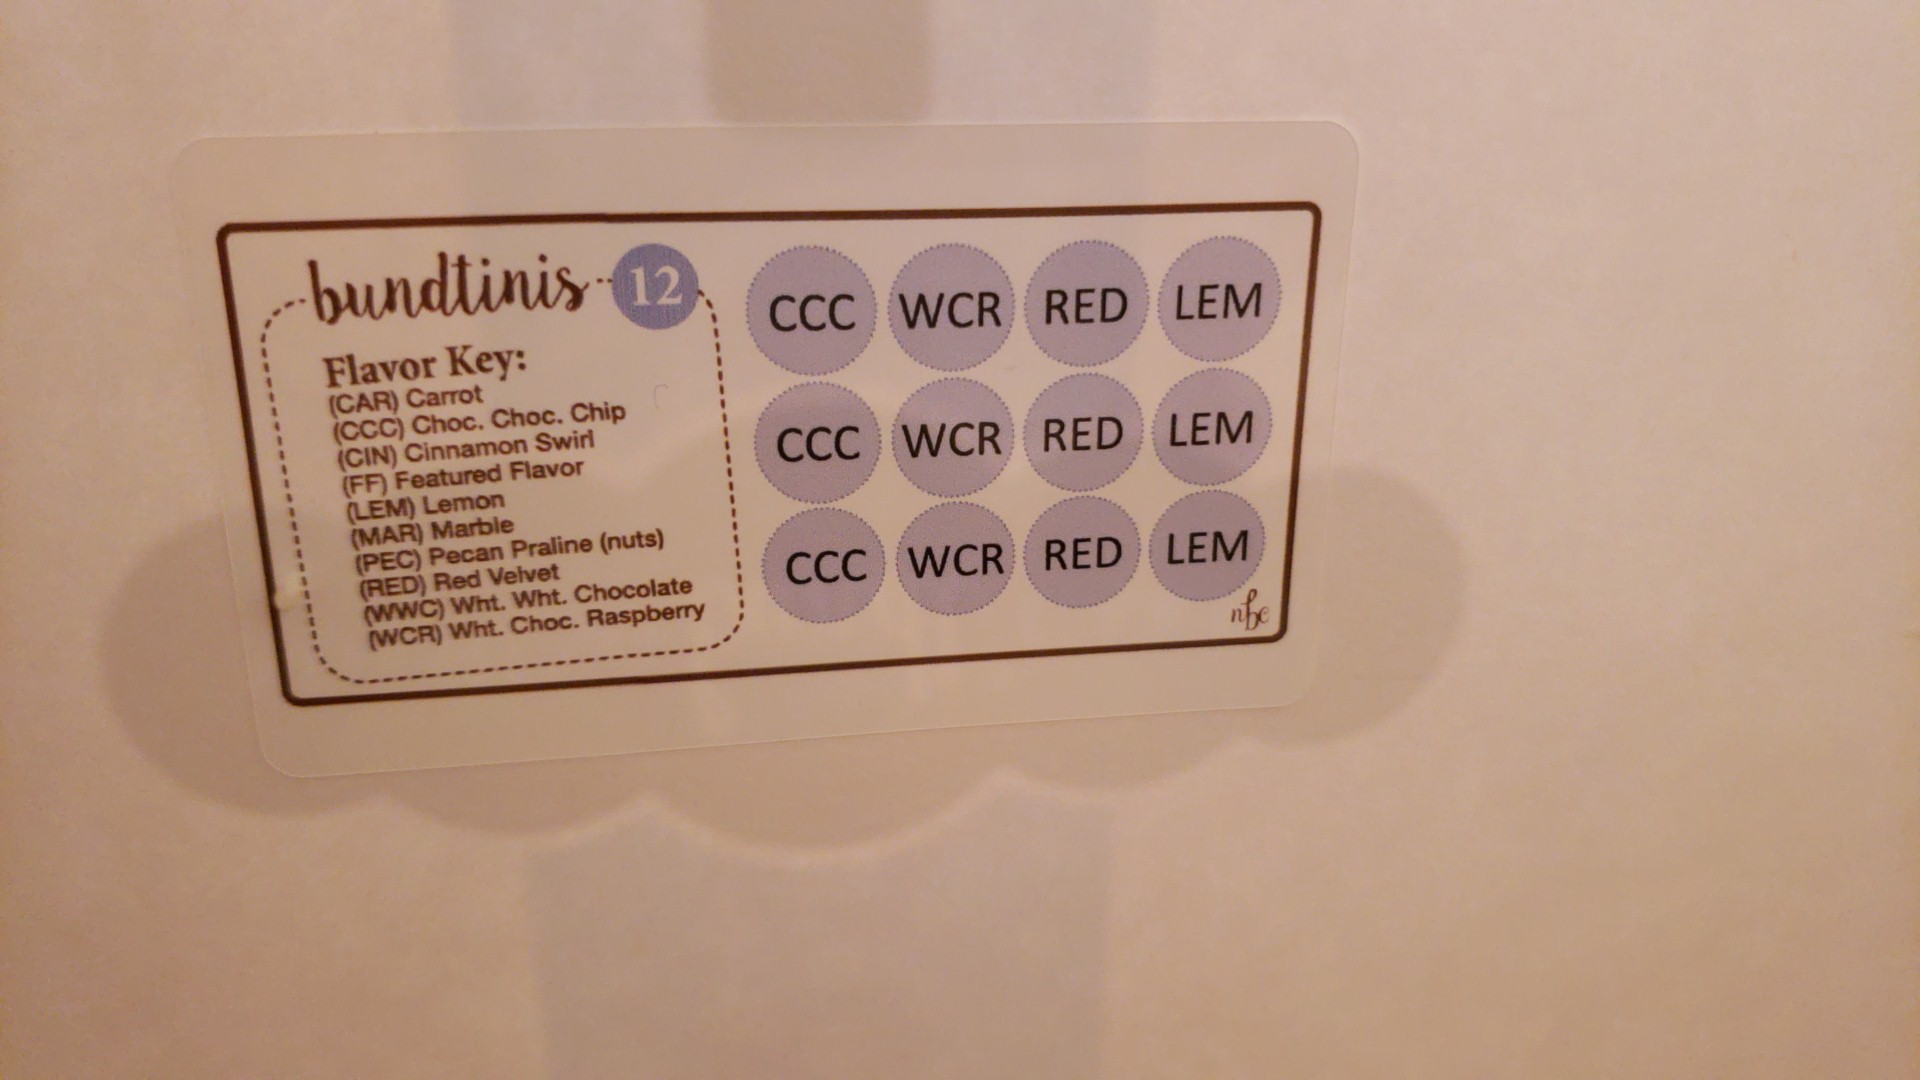 bundtinis 12
Flavor Key:
(CAR) Carrot
(CCC) Choc. Choc. Chip
(CIN) Cinnamon Swirl
(FF) Featured Flavor
(LEM) Lemon
(MAR) Marble
(PEC) Pecan Praline (nuts)
(RED) Red Velvet
(WWC) Wht. Wht. Chocolate
(WCR) Wht. Choc. Raspberry
CCC WCR RED LEM
CCC WCR RED LEM
CCC WCR RED LEM
nbc